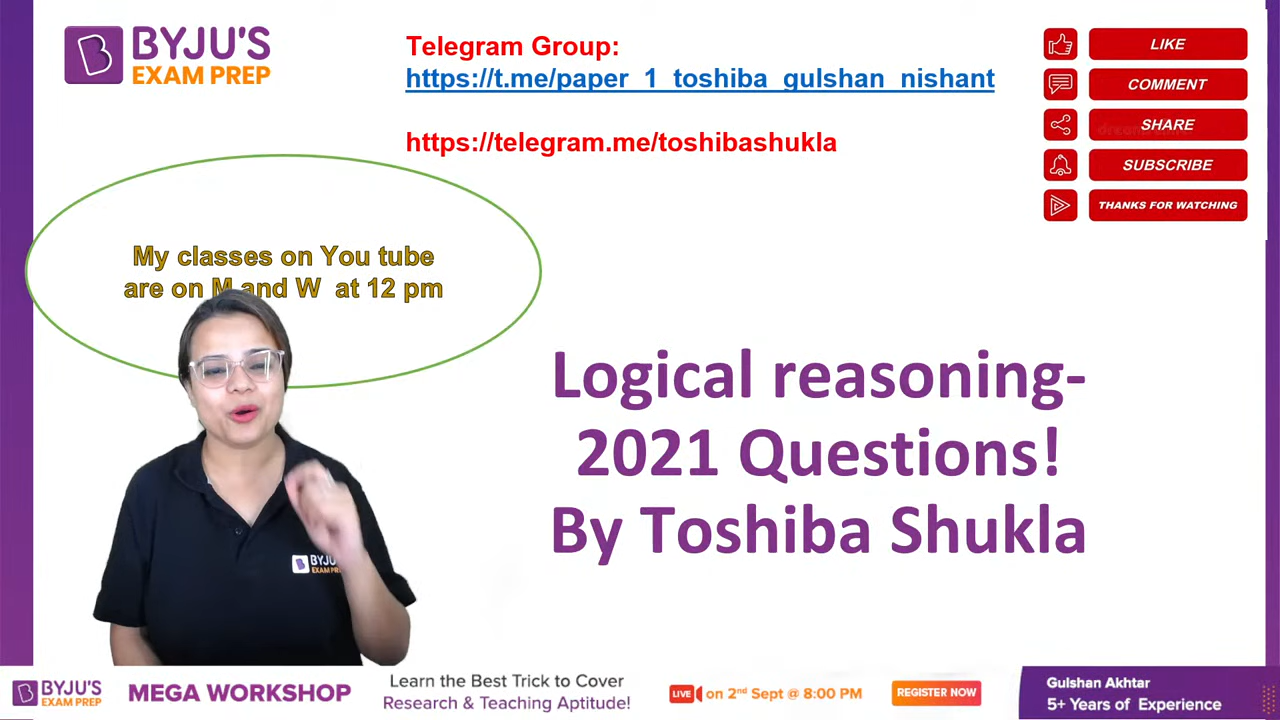 BYJU'S
EXAM PREP
Telegram Group:
https://t.me/paper_1_toshiba_gulshan_nishant
https://telegram.me/toshibashukla
LIKE
COMMENT
SHARE
SUBSCRIBE
THANKS FOR WATCHING
My classes on You tube
are on M and W at 12 pm
Logical reasoning-
2021 Questions!
By Toshiba Shukla
BYJU'S
EXAM PREP
MEGA WORKSHOP
Learn the Best Trick to Cover
Research & Teaching Aptitude!
LIVE on 2nd Sept @ 8:00 PM
REGISTER NOW
Gulshan Akhtar
5+ Years of Experience